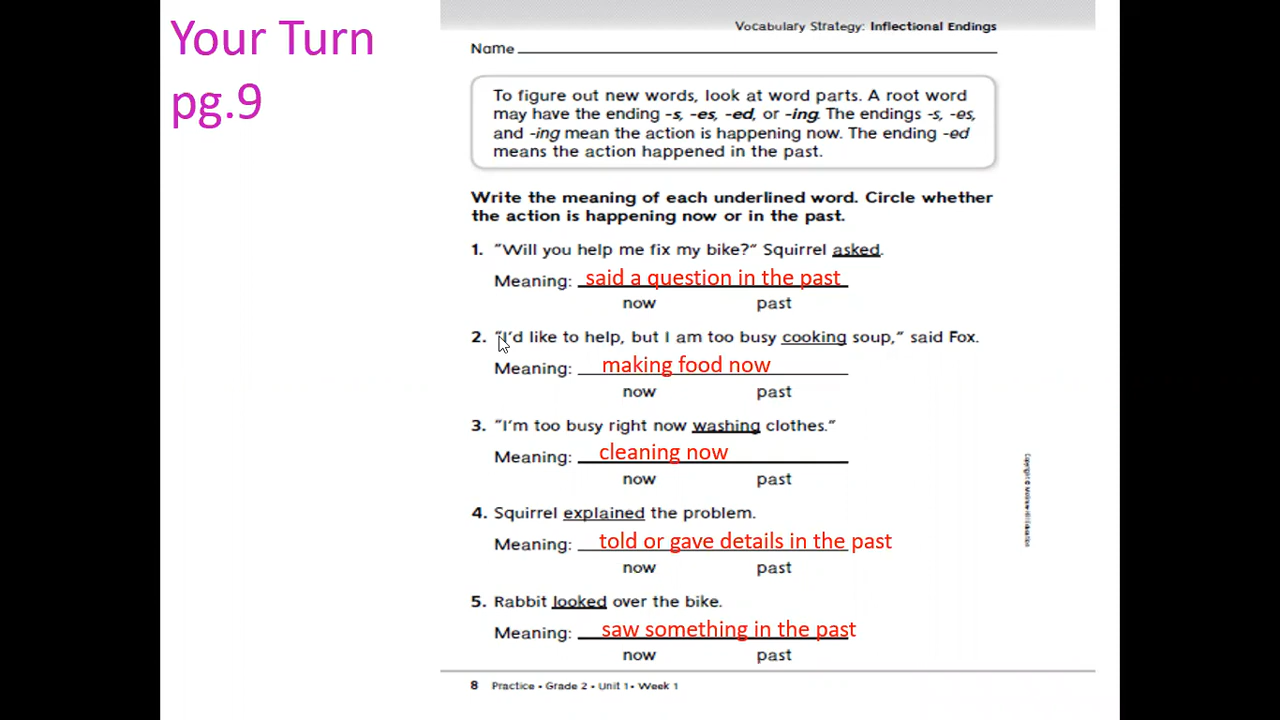 Your Turn
pg.9
Vocabulary Strategy: Inflectional Endings
Name
To figure out new words, look at word parts. A root word
may have the ending -s, -es, -ed, or -ing. The endings -s, -es,
and -ing mean the action is happening now. The ending -ed
means the action happened in the past.
Write the meaning of each underlined word. Circle whether
the action is happening now or in the past.
1. "Will you help me fix my bike?" Squirrel asked.
Meaning: said a question in the past
now past
2. "I'd like to help, but I am too busy cooking soup," said Fox.
Meaning: making food now
now past
3. "I'm too busy right now washing clothes."
Meaning: cleaning now
now past
4. Squirrel explained the problem.
Meaning: told or gave details in the past
now past
5. Rabbit looked over the bike.
Meaning: saw something in the past
now past
Copyright © McGraw-Hill Education
8 Practice • Grade 2 • Unit 1 • Week 1